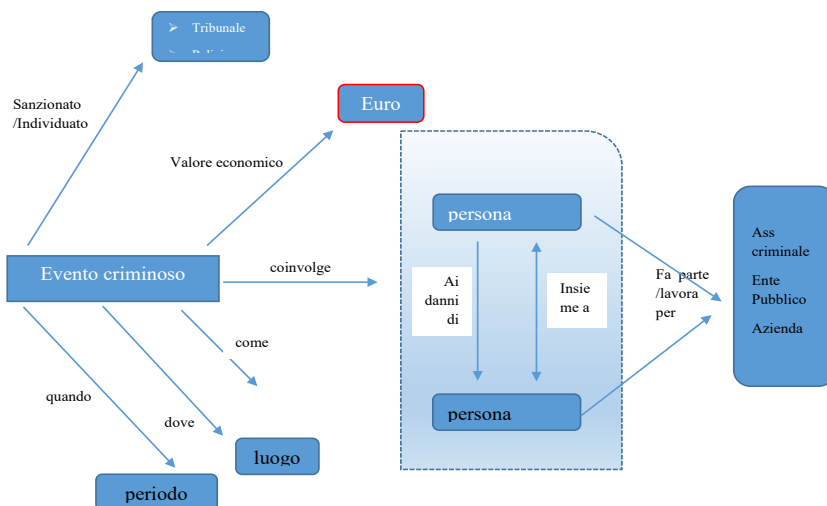 ➢ Tribunale
Sanzionato
/Individuato
Euro
Valore economico
persona
Evento criminoso
coinvolge
Ai
danni
di
Insie
me a
Fa parte
/lavora
per
Ass
criminale
Ente
Pubblico
Azienda
come
quando
persona
dove
luogo
periodo